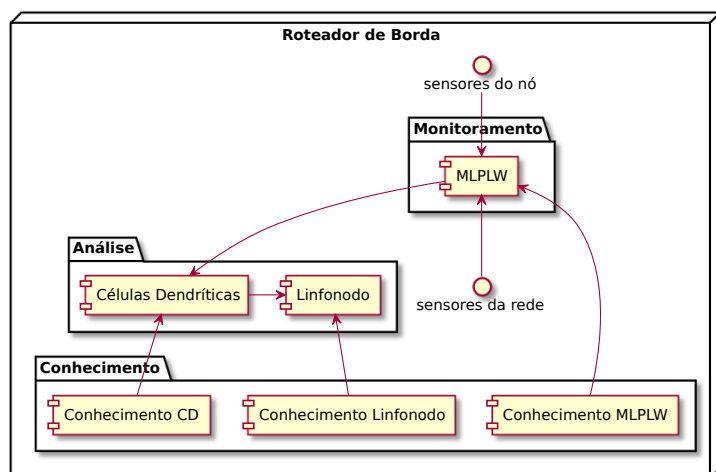 Roteador de Borda
sensores do nó
Monitoramento
MLPLW
Análise
Células Dendríticas
Linfonodo
sensores da rede
Conhecimento
Conhecimento CD
Conhecimento Linfonodo
Conhecimento MLPLW